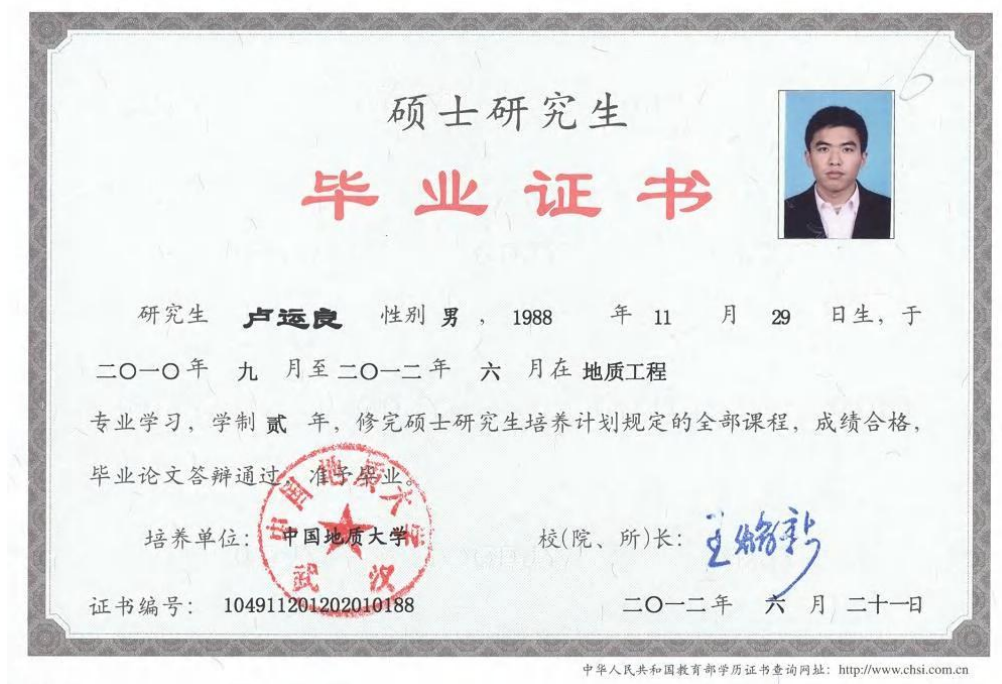 硕士研究生
毕业证书
研究生 卢运良 性别 男 ， 1988 年 11 月 29 日生，于
二〇一〇年 九 月至二〇一二年 六 月在 地质工程
专业学习，学制 贰 年，修完硕士研究生培养计划规定的全部课程，成绩合格，
毕业论文答辩通过，准予毕业。
中国地质大学
武汉
培养单位： 中国地质大学 校(院、所)长：
证书编号： 104911201202010188 二〇一二年 六 月 二十一日
中华人民共和国教育部学历证书查询网址：http://www.chsi.com.cn